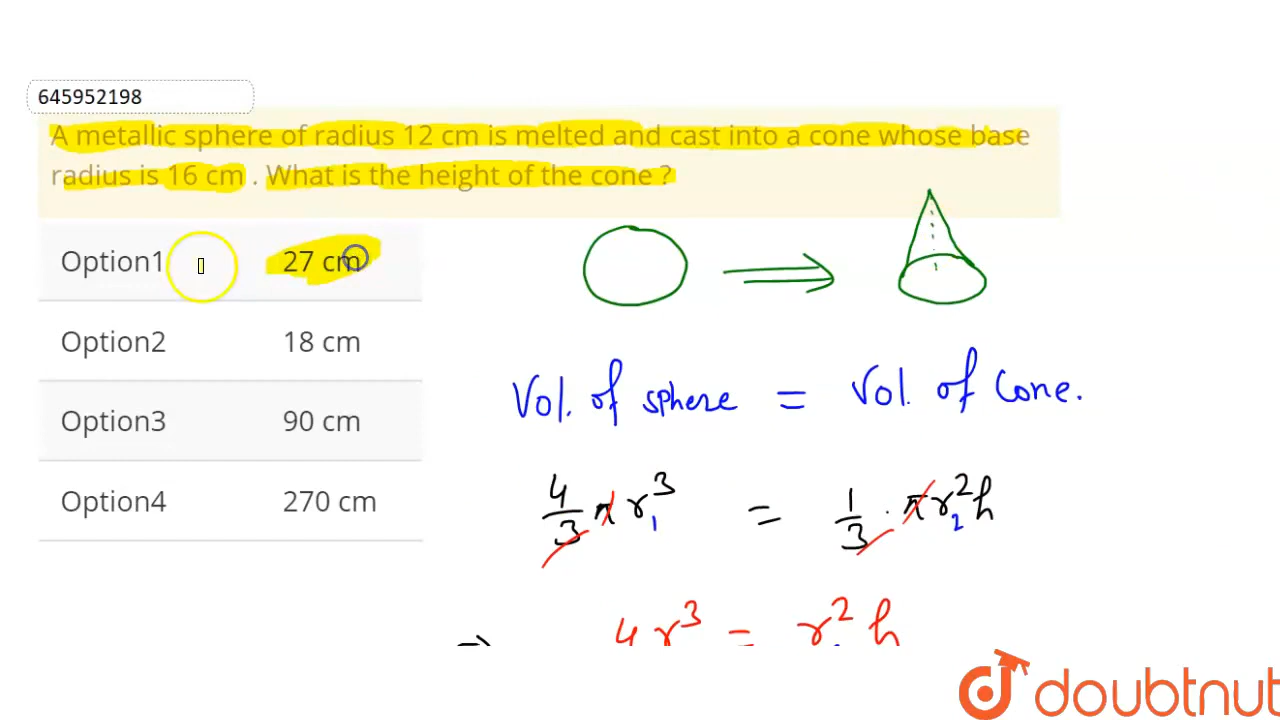 645952198
A metallic sphere of radius 12 cm is melted and cast into a cone whose base
radius is 16 cm . What is the height of the cone ?
Option1 27 cm
Option2 18 cm
Option3 90 cm
Option4 270 cm
Vol. of sphere = Vol. of Cone.
4/3 π r₁³ = 1/3 . π r₂² h
⇒ 4 r³ = r² h
doubtnut